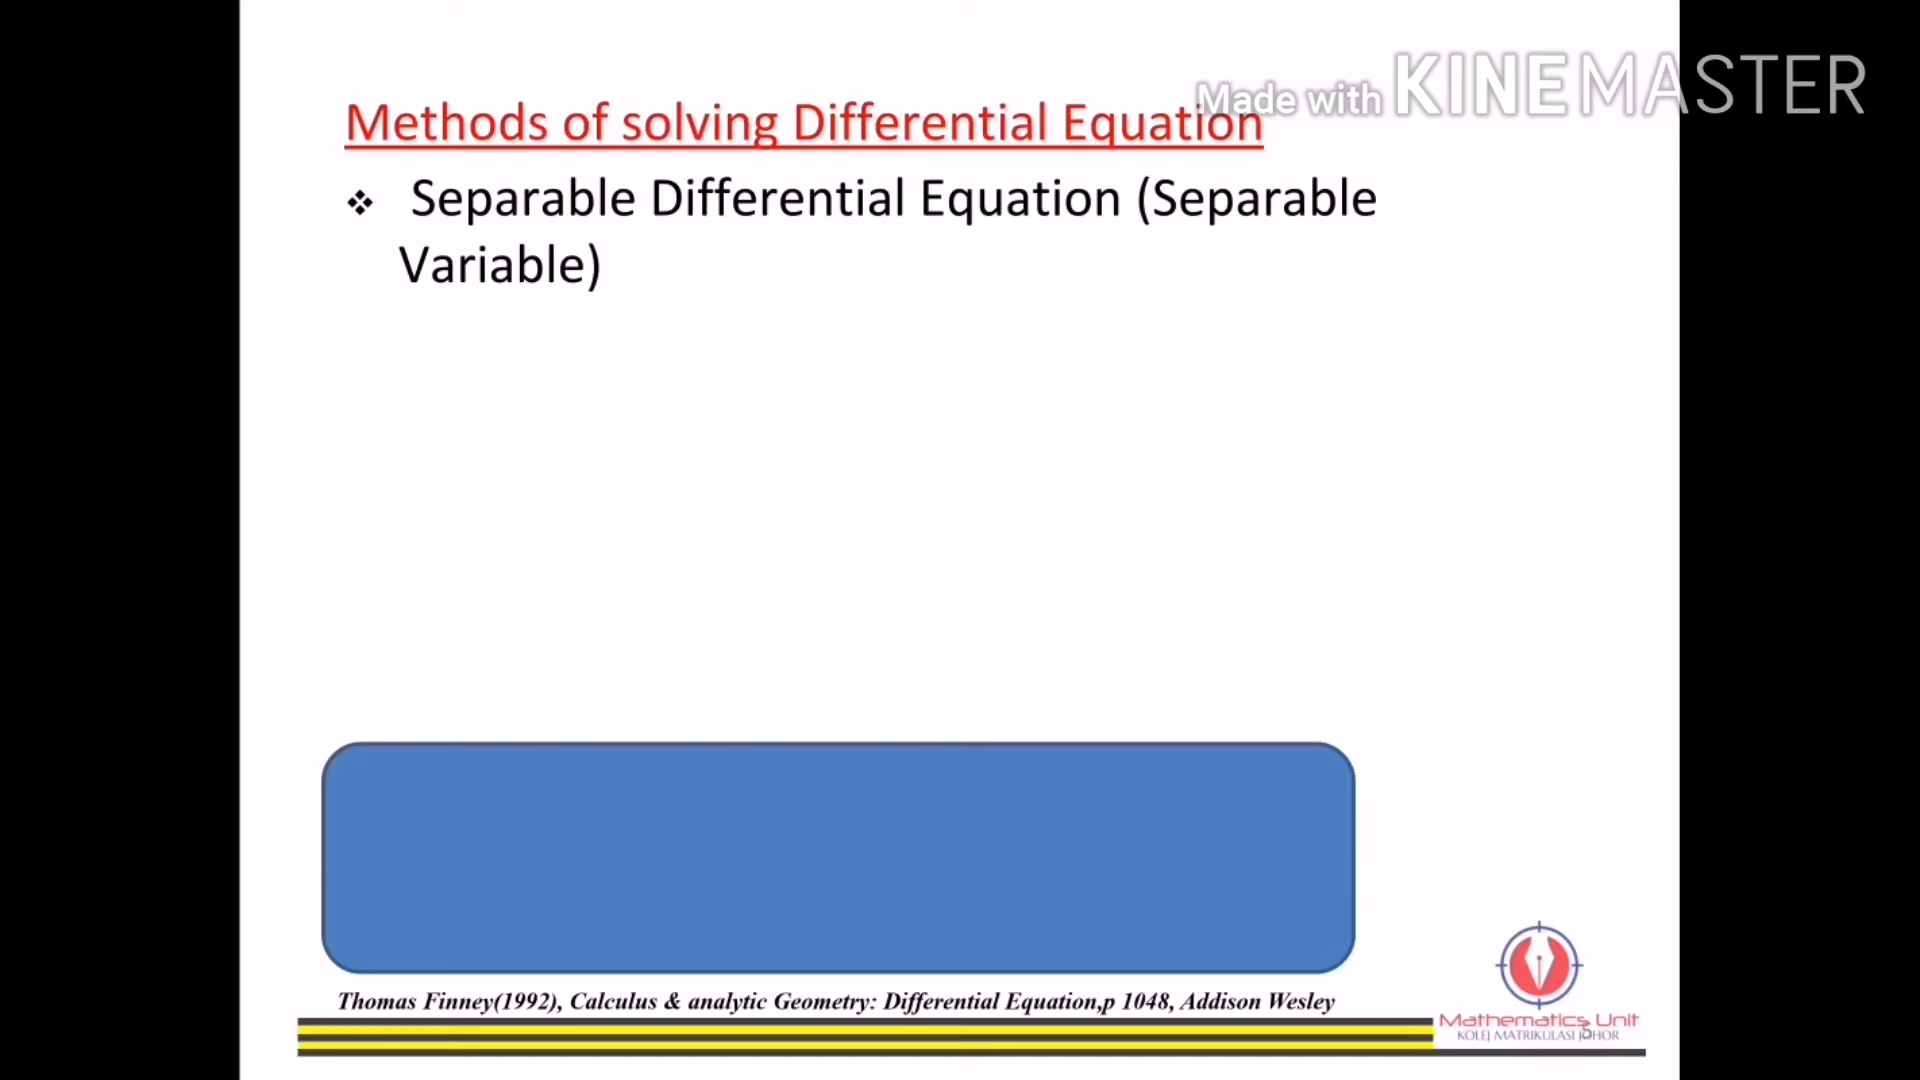 Made with KINEMASTER
Methods of solving Differential Equation
❖ Separable Differential Equation (Separable
Variable)
Thomas Finney(1992), Calculus & analytic Geometry: Differential Equation,p 1048, Addison Wesley
Mathematics Unit
KOLEJ MATRIKULASI JOHOR